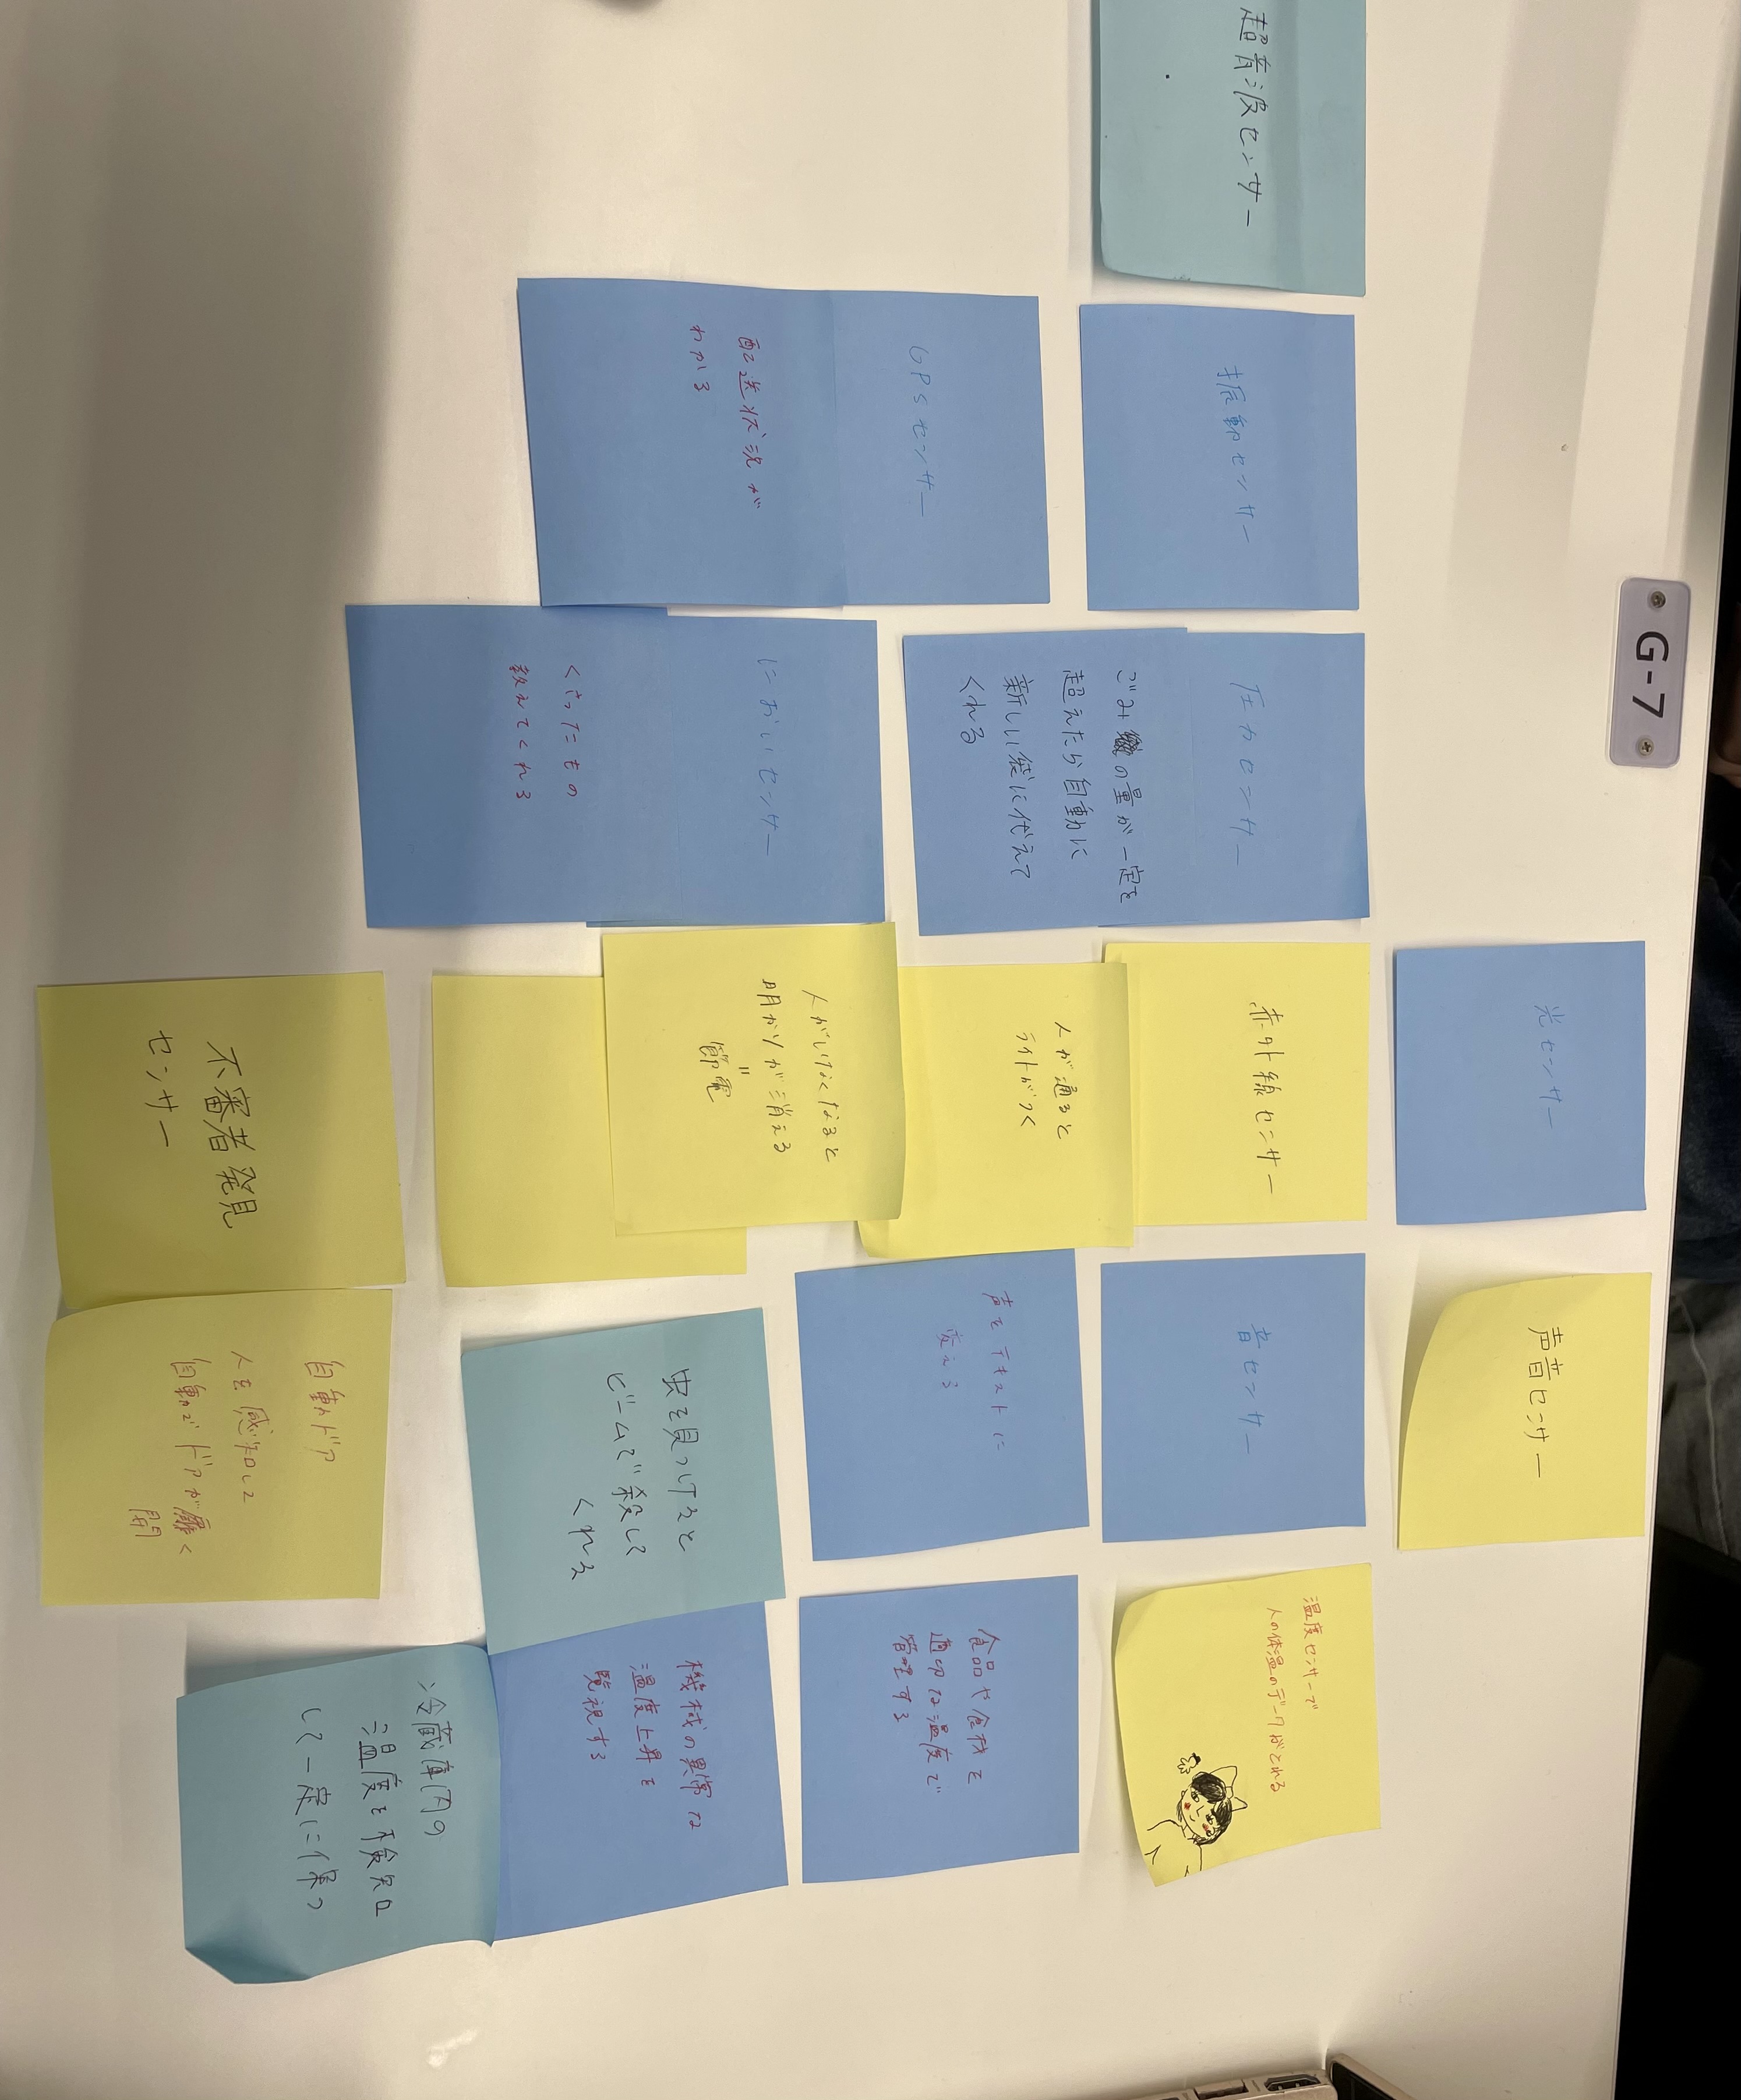 G-7
超音波センサー
振動センサー
GPSセンサー
配送状況が
わかる
圧力センサー
ごみの量が一定を
超えたら自動に
新しい袋に代えて
くれる
においセンサー
くさったもの
教えてくれる
光センサー
赤外線センサー
人が通ると
ライトがつく
人がいなくなると
明かりが消える
=
節電
不審者発見
センサー
声音センサー
音センサー
声をテキストに
変える
虫を見つけると
ビームで殺して
くれる
自動ドア
人を感知して
自動でドアが開く
温度センサーで
人の体温のデータがとれる
食品や食材を
適切な温度で
管理する
機械の異常な
温度上昇を
覧視する
冷蔵庫内の
温度を検知
して一定に保つ